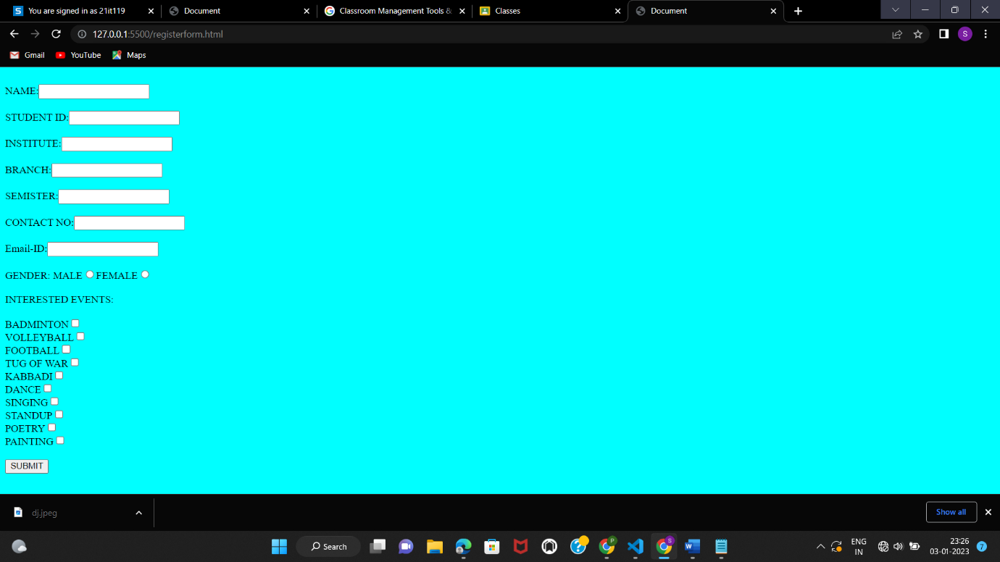 You are signed in as 21it119
Document
Classroom Management Tools &
Classes
Document
127.0.0.1:5500/registerform.html
S
Gmail
YouTube
Maps
NAME:
STUDENT ID:
INSTITUTE:
BRANCH:
SEMISTER:
CONTACT NO:
Email-ID:
GENDER: MALE FEMALE
INTERESTED EVENTS:
BADMINTON
VOLLEYBALL
FOOTBALL
TUG OF WAR
KABBADI
DANCE
SINGING
STANDUP
POETRY
PAINTING
SUBMIT
dj.jpeg
Show all
Search
P
S
W
ENG
IN
23:26
03-01-2023
7